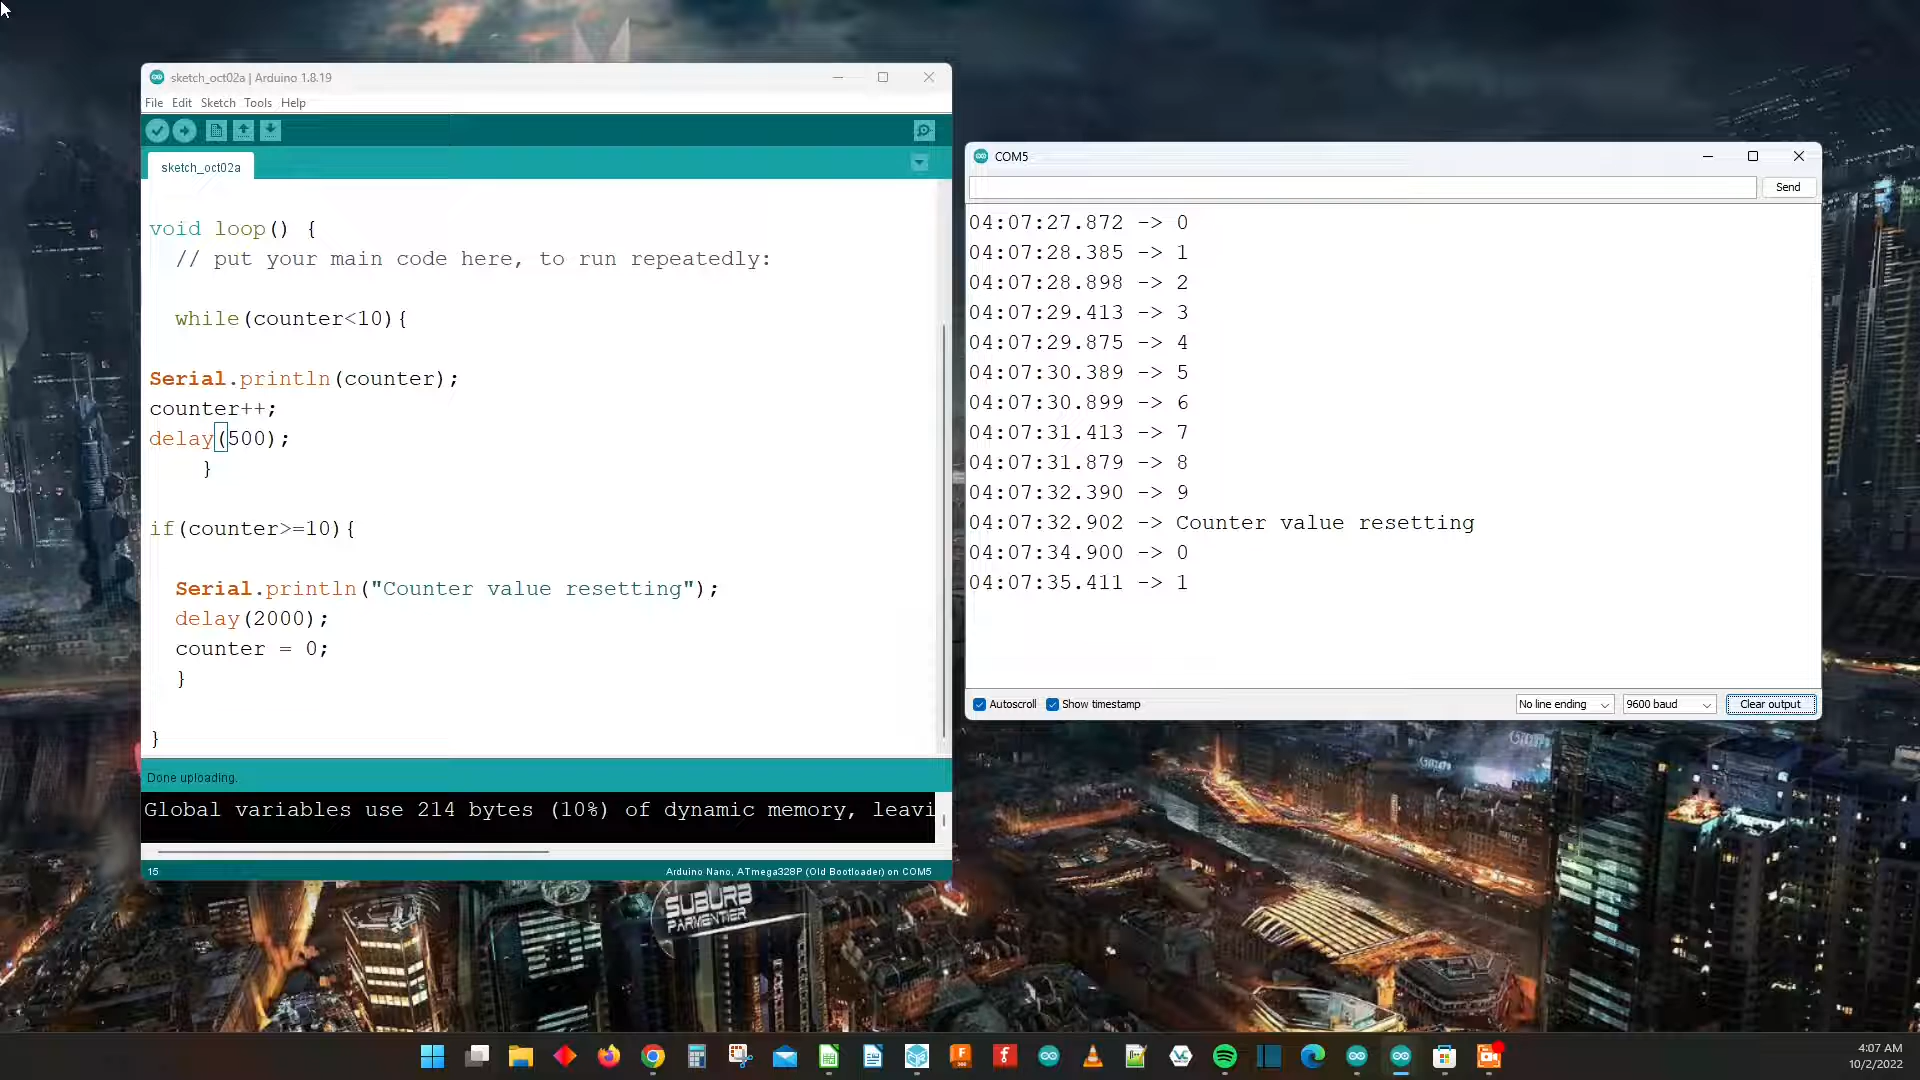 sketch_oct02a | Arduino 1.8.19
File Edit Sketch Tools Help
sketch_oct02a
void loop() {
// put your main code here, to run repeatedly:
while(counter<10){
Serial.println(counter);
counter++;
delay(500);
}
if(counter>=10){
Serial.println("Counter value resetting");
delay(2000);
counter = 0;
}
}
Done uploading.
Global variables use 214 bytes (10%) of dynamic memory, leavi
15
Arduino Nano, ATmega328P (Old Bootloader) on COM5
COM5
Send
04:07:27.872 -> 0
04:07:28.385 -> 1
04:07:28.898 -> 2
04:07:29.413 -> 3
04:07:29.875 -> 4
04:07:30.389 -> 5
04:07:30.899 -> 6
04:07:31.413 -> 7
04:07:31.879 -> 8
04:07:32.390 -> 9
04:07:32.902 -> Counter value resetting
04:07:34.900 -> 0
04:07:35.411 -> 1
Autoscroll Show timestamp
No line ending 9600 baud Clear output
SUBURB
PARMENTIER
4:07 AM
10/2/2022